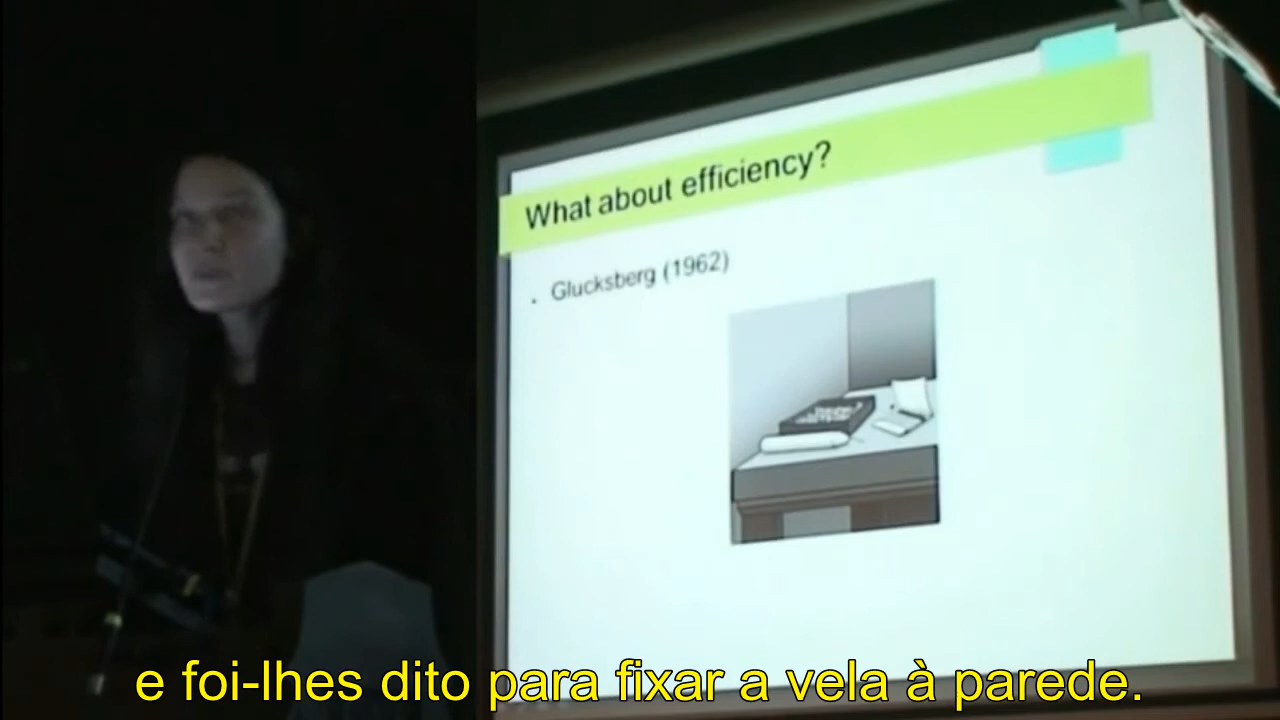 What about efficiency?
. Glucksberg (1962)
e foi-lhes dito para fixar a vela à parede.